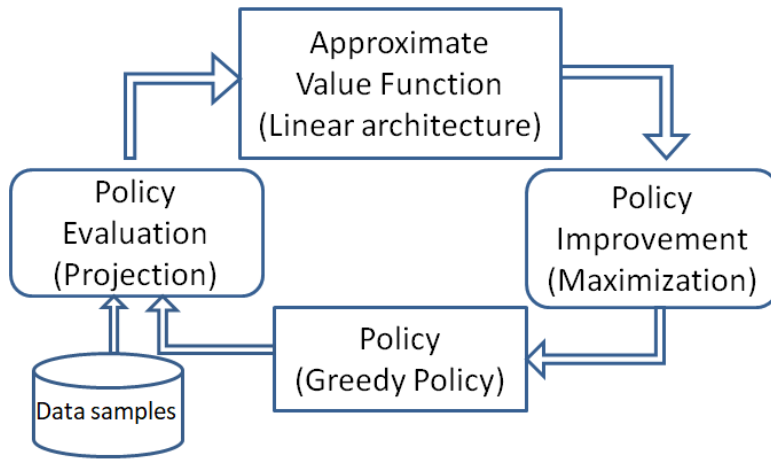 Approximate
Value Function
(Linear architecture)
Policy
Evaluation
(Projection)
Policy
Improvement
(Maximization)
Policy
(Greedy Policy)
Data samples